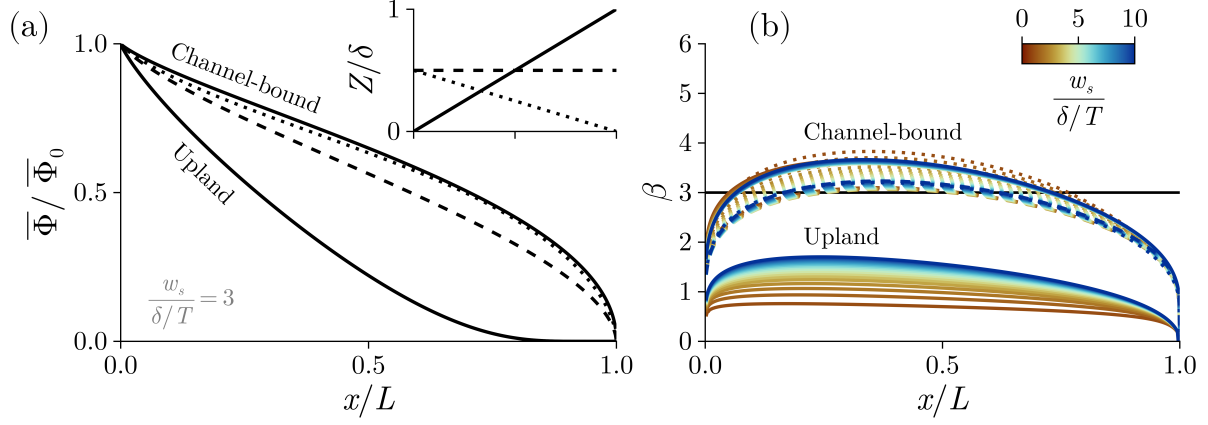 (a)
1.0
0.5
0.0
0.0
0.5
1.0
x/L
Φ̅ / Φ̅₀
Channel-bound
Upland
w_s
δ/T
= 3
1
0
Z/δ
(b)
0
5
10
w_s
δ/T
6
5
4
3
2
1
0
β
Channel-bound
Upland
0.0
0.5
1.0
x/L